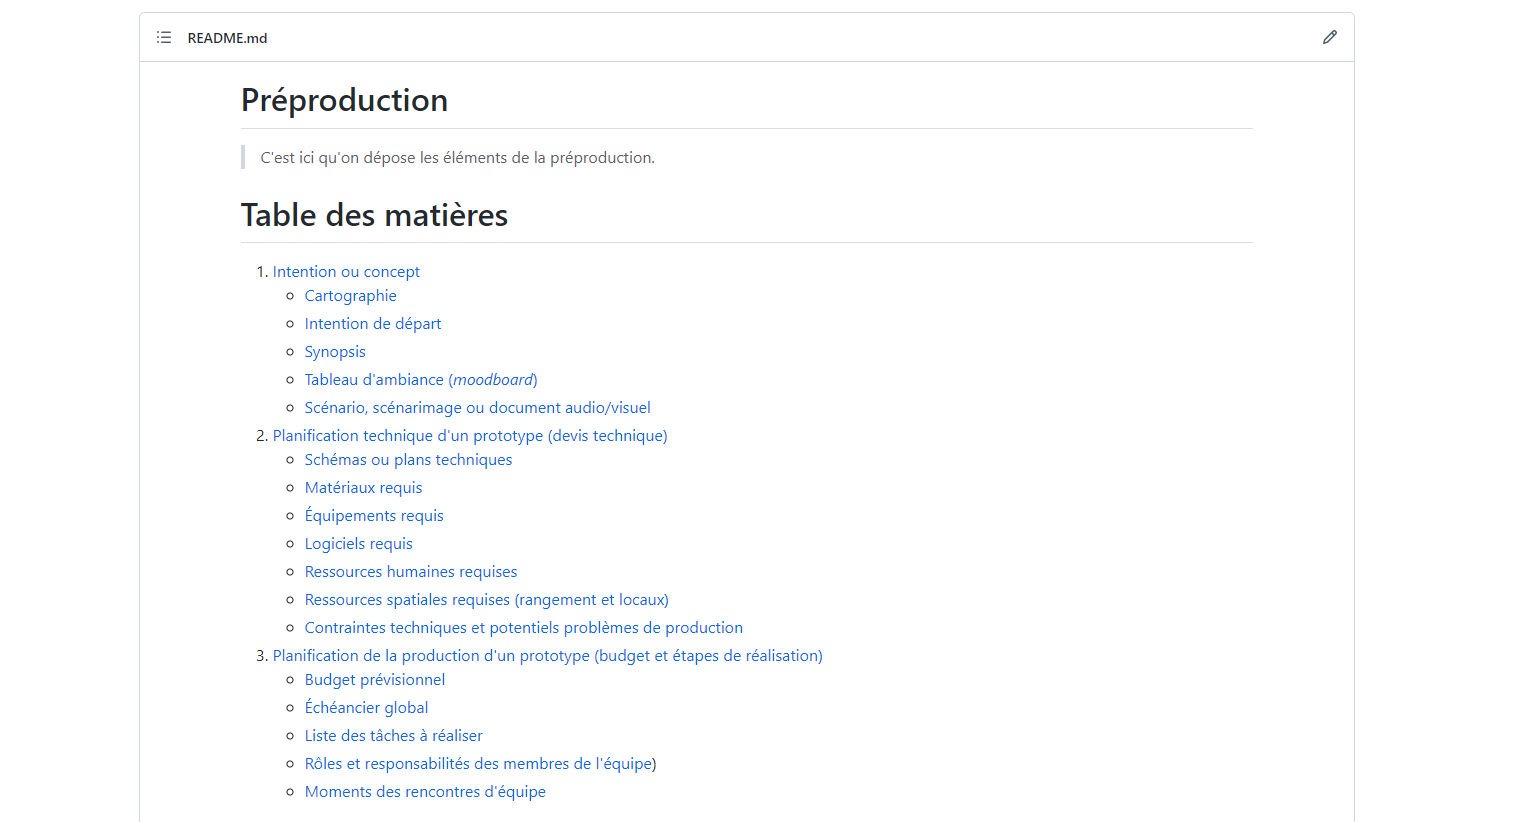 README.md
Préproduction
C'est ici qu'on dépose les éléments de la préproduction.
Table des matières
1. Intention ou concept
Cartographie
Intention de départ
Synopsis
Tableau d'ambiance (moodboard)
Scénario, scénarimage ou document audio/visuel
2. Planification technique d'un prototype (devis technique)
Schémas ou plans techniques
Matériaux requis
Équipements requis
Logiciels requis
Ressources humaines requises
Ressources spatiales requises (rangement et locaux)
Contraintes techniques et potentiels problèmes de production
3. Planification de la production d'un prototype (budget et étapes de réalisation)
Budget prévisionnel
Échéancier global
Liste des tâches à réaliser
Rôles et responsabilités des membres de l'équipe)
Moments des rencontres d'équipe